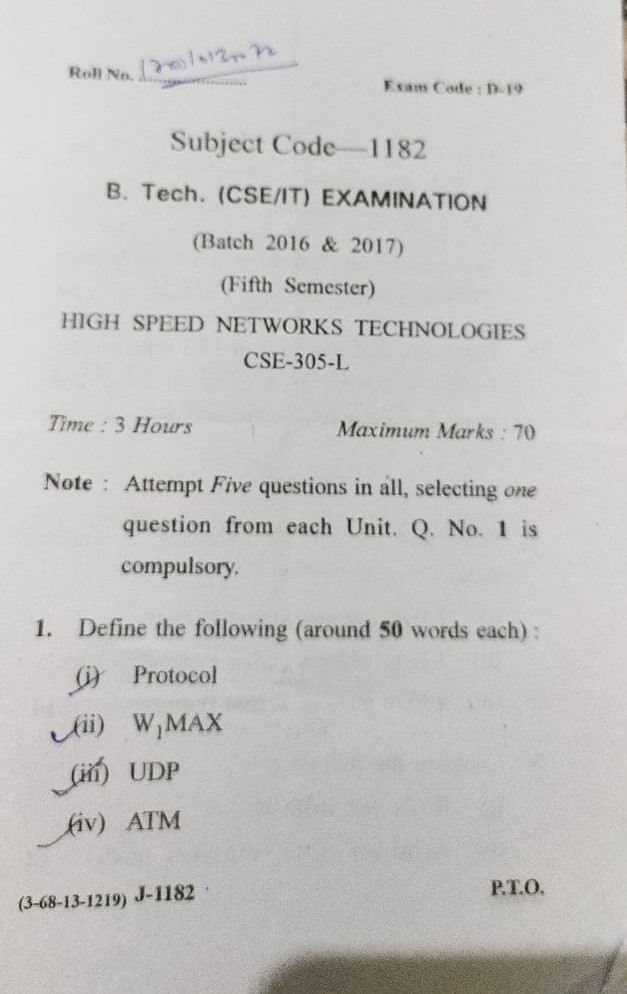 Roll No.
Exam Code : D-19
Subject Code—1182
B. Tech. (CSE/IT) EXAMINATION
(Batch 2016 & 2017)
(Fifth Semester)
HIGH SPEED NETWORKS TECHNOLOGIES
CSE-305-L
Time : 3 Hours Maximum Marks : 70
Note : Attempt Five questions in all, selecting one
question from each Unit. Q. No. 1 is
compulsory.
1. Define the following (around 50 words each) :
(i) Protocol
(ii) W₁MAX
(iii) UDP
(iv) ATM
(3-68-13-1219) J-1182
P.T.O.